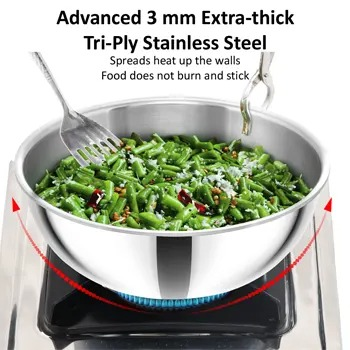 Advanced 3 mm Extra-thick
Tri-Ply Stainless Steel
Spreads heat up the walls
Food does not burn and stick